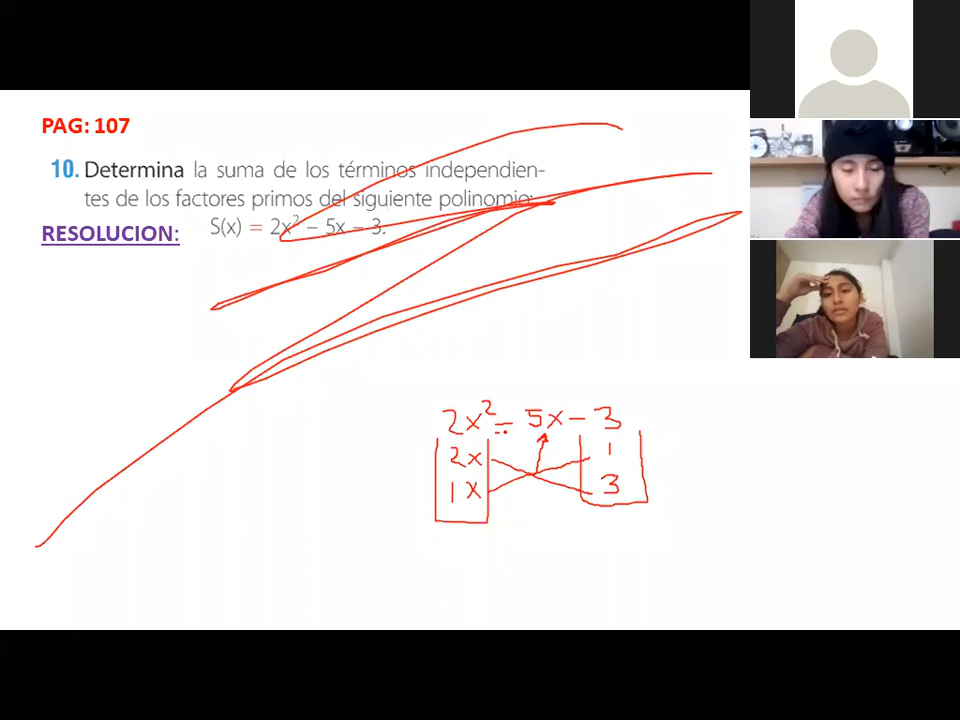 PAG: 107
10. Determina la suma de los términos independien-
tes de los factores primos del siguiente polinomio:
RESOLUCION: S(x) = 2x² – 5x – 3.
2x² – 5x – 3
2x 1
1x 3